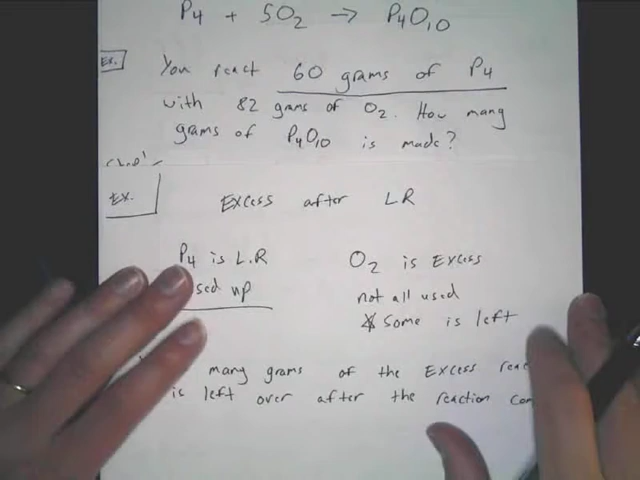 P4 + 5O2 → P4O10
Ex. You react 60 grams of P4
with 82 grams of O2. How many
grams of P4O10 is made?
Ex. Excess after LR
P4 is L.R O2 is Excess
up not all used
* Some is left
many grams of the Excess
is left over after the reaction